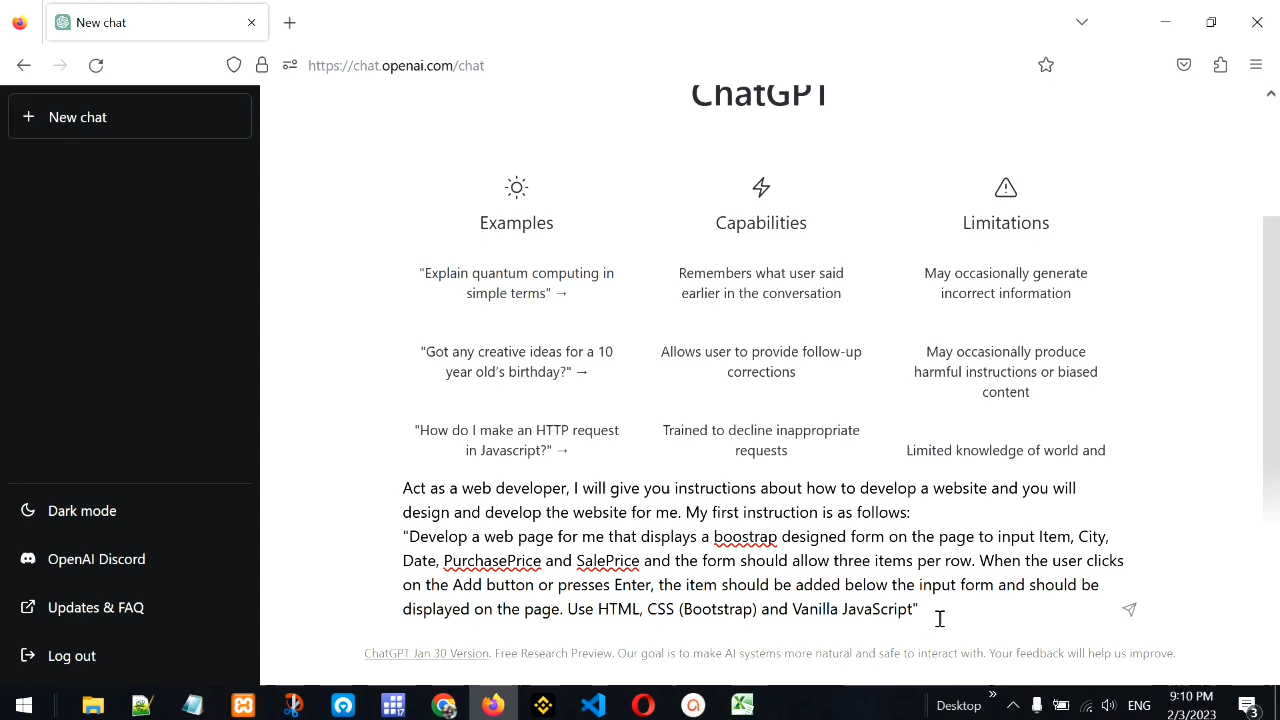 New chat
https://chat.openai.com/chat
New chat
Dark mode
OpenAI Discord
Updates & FAQ
Log out
ChatGPT
Examples
"Explain quantum computing in
simple terms" →
"Got any creative ideas for a 10
year old's birthday?" →
"How do I make an HTTP request
in Javascript?" →
Capabilities
Remembers what user said
earlier in the conversation
Allows user to provide follow-up
corrections
Trained to decline inappropriate
requests
Limitations
May occasionally generate
incorrect information
May occasionally produce
harmful instructions or biased
content
Limited knowledge of world and
Act as a web developer, I will give you instructions about how to develop a website and you will
design and develop the website for me. My first instruction is as follows:
"Develop a web page for me that displays a boostrap designed form on the page to input Item, City,
Date, PurchasePrice and SalePrice and the form should allow three items per row. When the user clicks
on the Add button or presses Enter, the item should be added below the input form and should be
displayed on the page. Use HTML, CSS (Bootstrap) and Vanilla JavaScript"
ChatGPT Jan 30 Version. Free Research Preview. Our goal is to make AI systems more natural and safe to interact with. Your feedback will help us improve.
Desktop
ENG
9:10 PM
2/3/2023
3
17